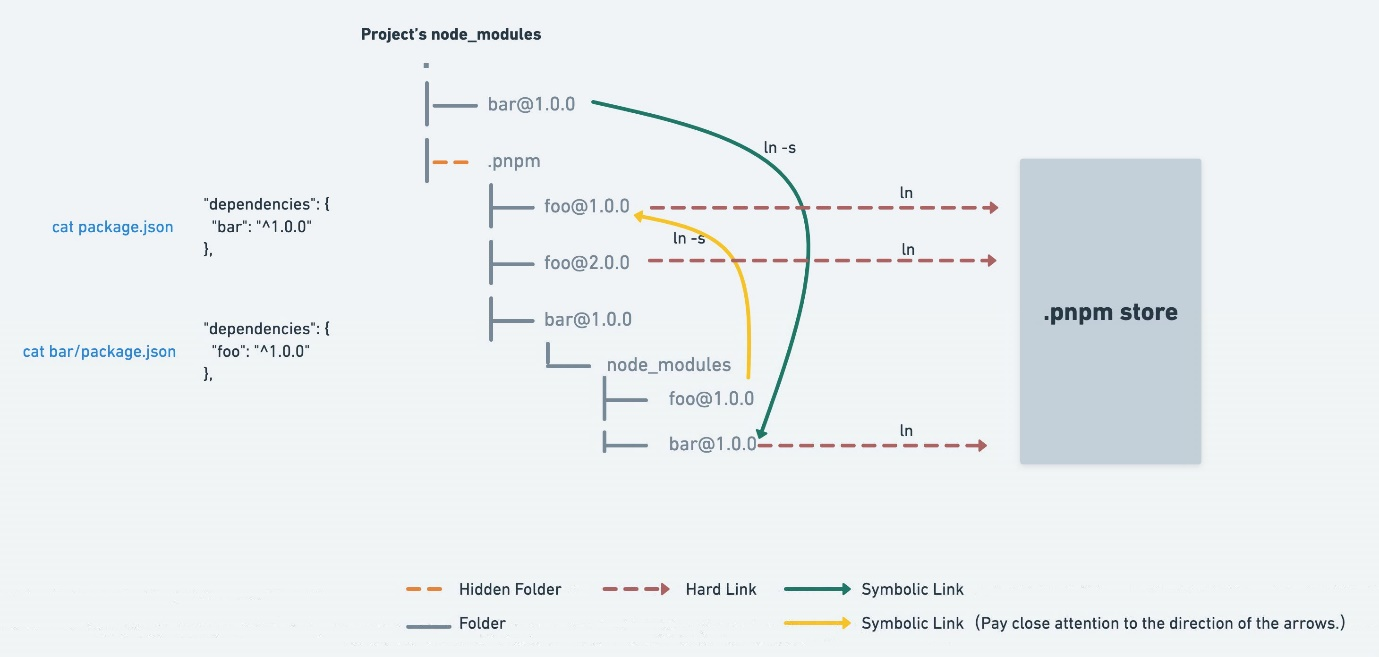 Project's node_modules
.
bar@1.0.0
ln -s
.pnpm
"dependencies": {
cat package.json
"bar": "^1.0.0"
},
foo@1.0.0
ln
ln -s
foo@2.0.0
ln
bar@1.0.0
.pnpm store
"dependencies": {
cat bar/package.json
"foo": "^1.0.0"
},
node_modules
foo@1.0.0
bar@1.0.0
ln
Hidden Folder
Hard Link
Symbolic Link
Folder
Symbolic Link (Pay close attention to the direction of the arrows.)